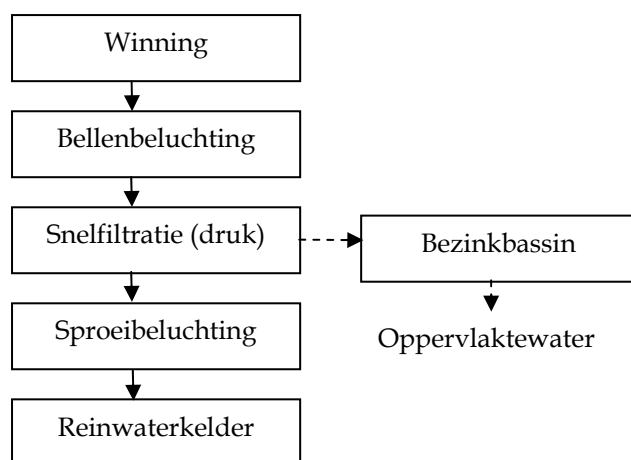 Winning
Bellenbeluchting
Snelfiltratie (druk)
Bezinkbassin
Sproeibeluchting
Oppervlaktewater
Reinwaterkelder